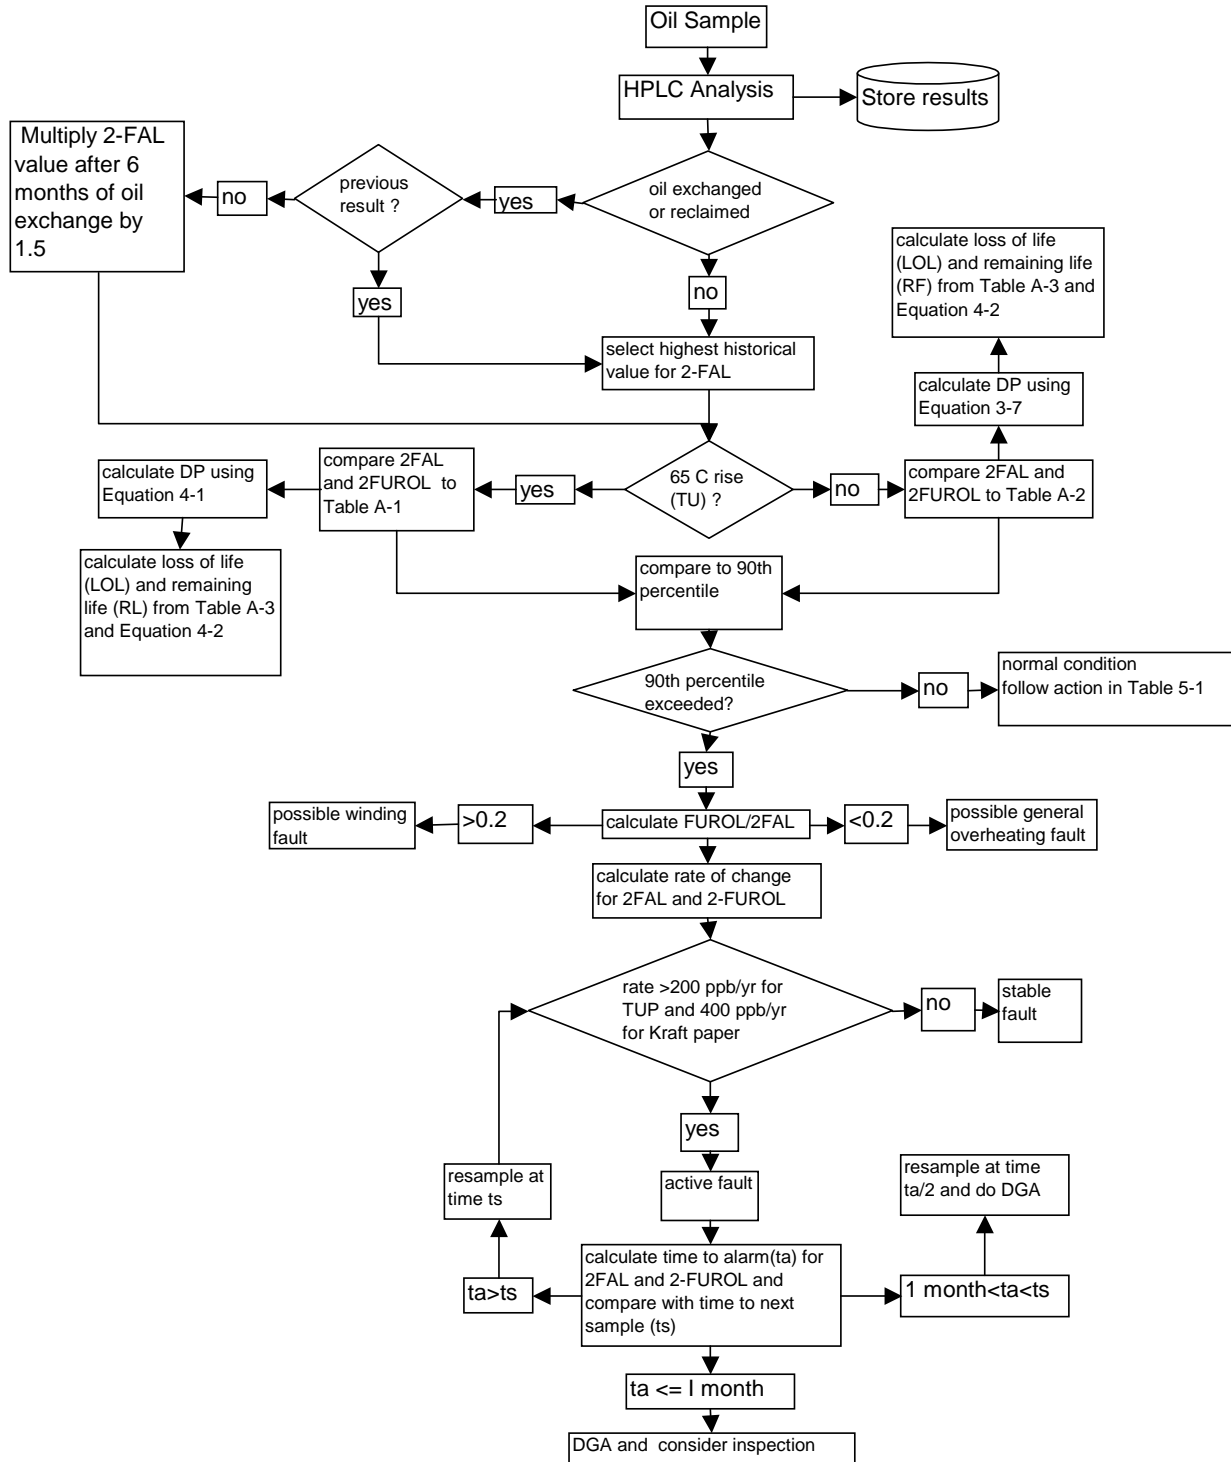 Oil Sample
HPLC Analysis
Store results
Multiply 2-FAL
value after 6
months of oil
exchange by
1.5
no
previous
result ?
yes
oil exchanged
or reclaimed
yes
no
select highest historical
value for 2-FAL
calculate loss of life
(LOL) and remaining life
(RF) from Table A-3 and
Equation 4-2
calculate DP using
Equation 3-7
calculate DP using
Equation 4-1
compare 2FAL
and 2FUROL to
Table A-1
yes
65 C rise
(TU) ?
no
compare 2FAL and
2FUROL to Table A-2
calculate loss of life
(LOL) and remaining
life (RL) from Table A-3
and Equation 4-2
compare to 90th
percentile
90th percentile
exceeded?
no
normal condition
follow action in Table 5-1
yes
possible winding
fault
>0.2
calculate FUROL/2FAL
<0.2
possible general
overheating fault
calculate rate of change
for 2FAL and 2-FUROL
rate >200 ppb/yr for
TUP and 400 ppb/yr
for Kraft paper
no
stable
fault
yes
resample at
time ts
active fault
resample at time
ta/2 and do DGA
ta>ts
calculate time to alarm(ta) for
2FAL and 2-FUROL and
compare with time to next
sample (ts)
1 month<ta<ts
ta <= I month
DGA and consider inspection